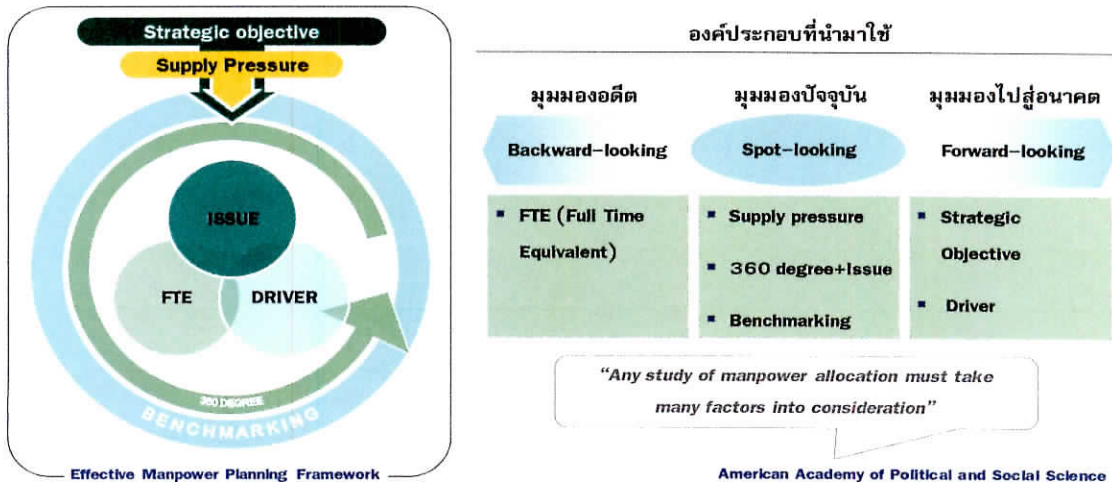 Strategic objective
Supply Pressure
ISSUE
FTE
DRIVER
360 DEGREE
BENCHMARKING
Effective Manpower Planning Framework
องค์ประกอบที่นำมาใช้
มุมมองอดีต
มุมมองปัจจุบัน
มุมมองไปสู่อนาคต
Backward-looking
Spot-looking
Forward-looking
▪ FTE (Full Time
Equivalent)
▪ Supply pressure
▪ 360 degree+Issue
▪ Benchmarking
▪ Strategic
Objective
▪ Driver
"Any study of manpower allocation must take
many factors into consideration"
American Academy of Political and Social Science